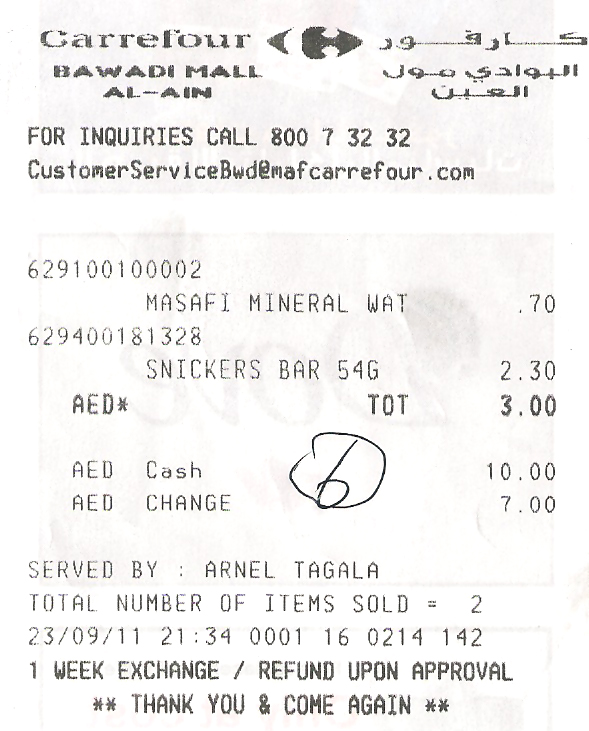 Carrefour كارفور
BAWADI MALL البوادي مول
AL-AIN العين
FOR INQUIRIES CALL 800 7 32 32
CustomerServiceBwd@mafcarrefour.com
629100100002
MASAFI MINERAL WAT .70
629400181328
SNICKERS BAR 54G 2.30
AED* TOT 3.00
6
AED Cash 10.00
AED CHANGE 7.00
SERVED BY : ARNEL TAGALA
TOTAL NUMBER OF ITEMS SOLD = 2
23/09/11 21:34 0001 16 0214 142
1 WEEK EXCHANGE / REFUND UPON APPROVAL
** THANK YOU & COME AGAIN **